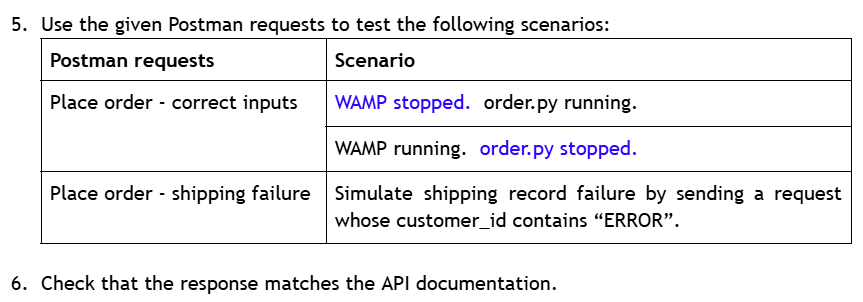 5. Use the given Postman requests to test the following scenarios:
Postman requests Scenario
Place order - correct inputs WAMP stopped. order.py running.
WAMP running. order.py stopped.
Place order - shipping failure Simulate shipping record failure by sending a request
whose customer_id contains “ERROR”.
6. Check that the response matches the API documentation.